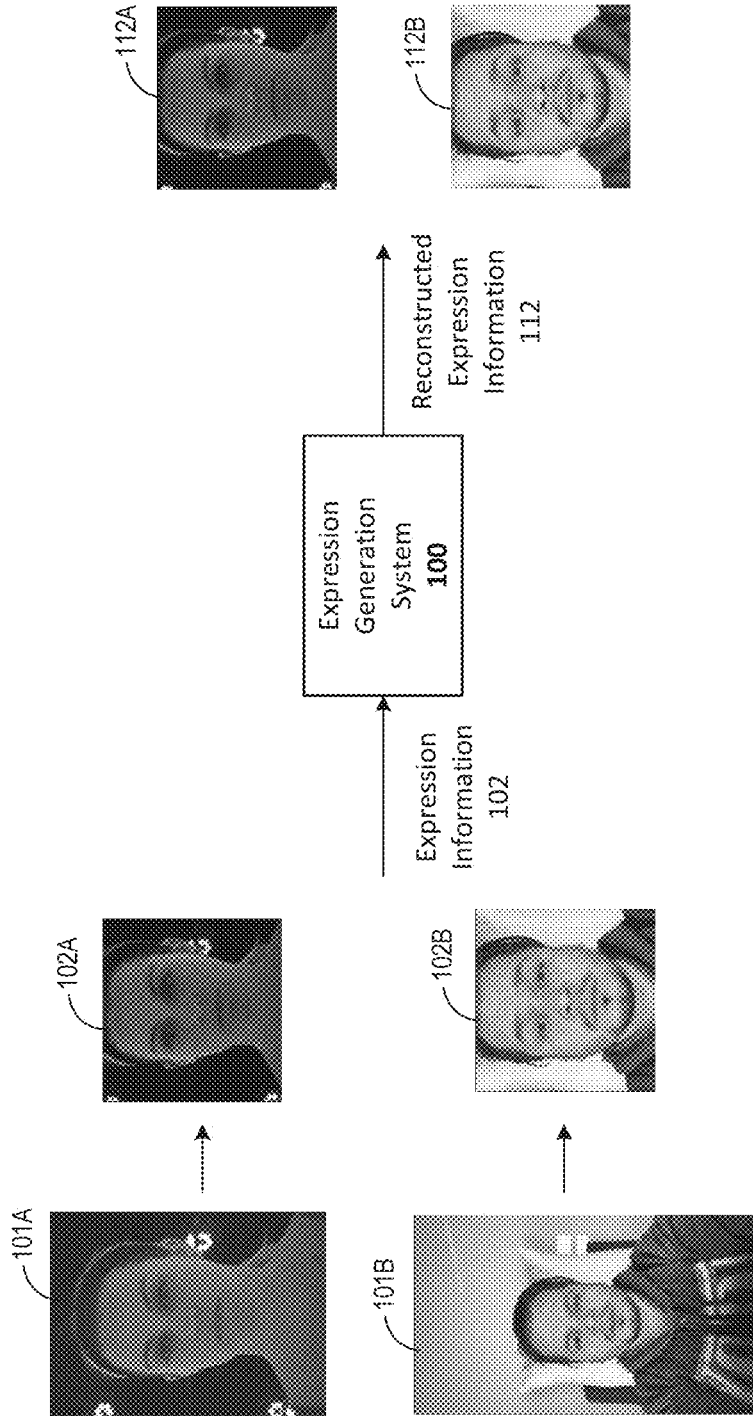 101A
101B
102A
102B
Expression
Information
102
Expression
Generation
System
100
Reconstructed
Expression
Information
112
112A
112B